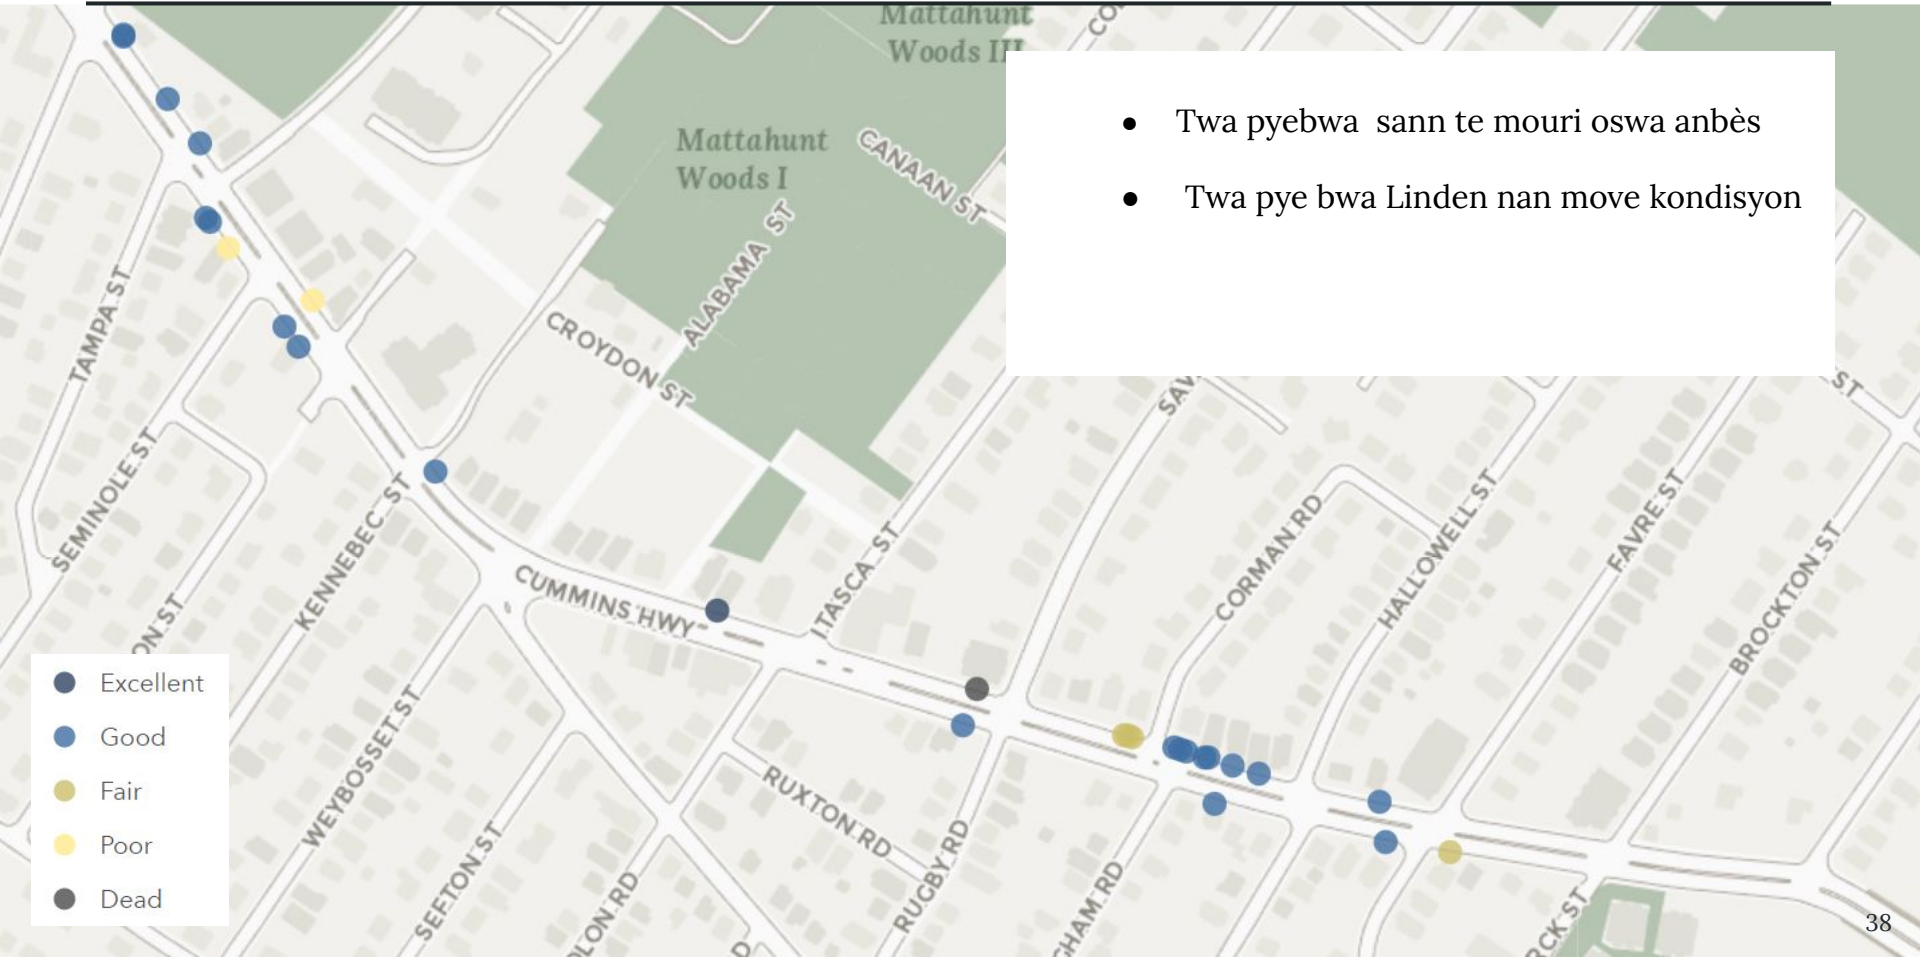 Mattahunt
Woods III
Twa pyebwa sann te mouri oswa anbès
Twa pye bwa Linden nan move kondisyon
Mattahunt
Woods I
CANAAN ST
ALABAMA ST
CROYDON ST
TAMPA ST
SEMINOLE ST
KENNEBEC ST
CUMMINS HWY
ITASCA ST
CORMAN RD
HALLOWELL ST
FAVRE ST
BROCKTON ST
ST
WEYBOSSET ST
SEFTON ST
RUXTON RD
RUGBY RD
Excellent
Good
Fair
Poor
Dead
38